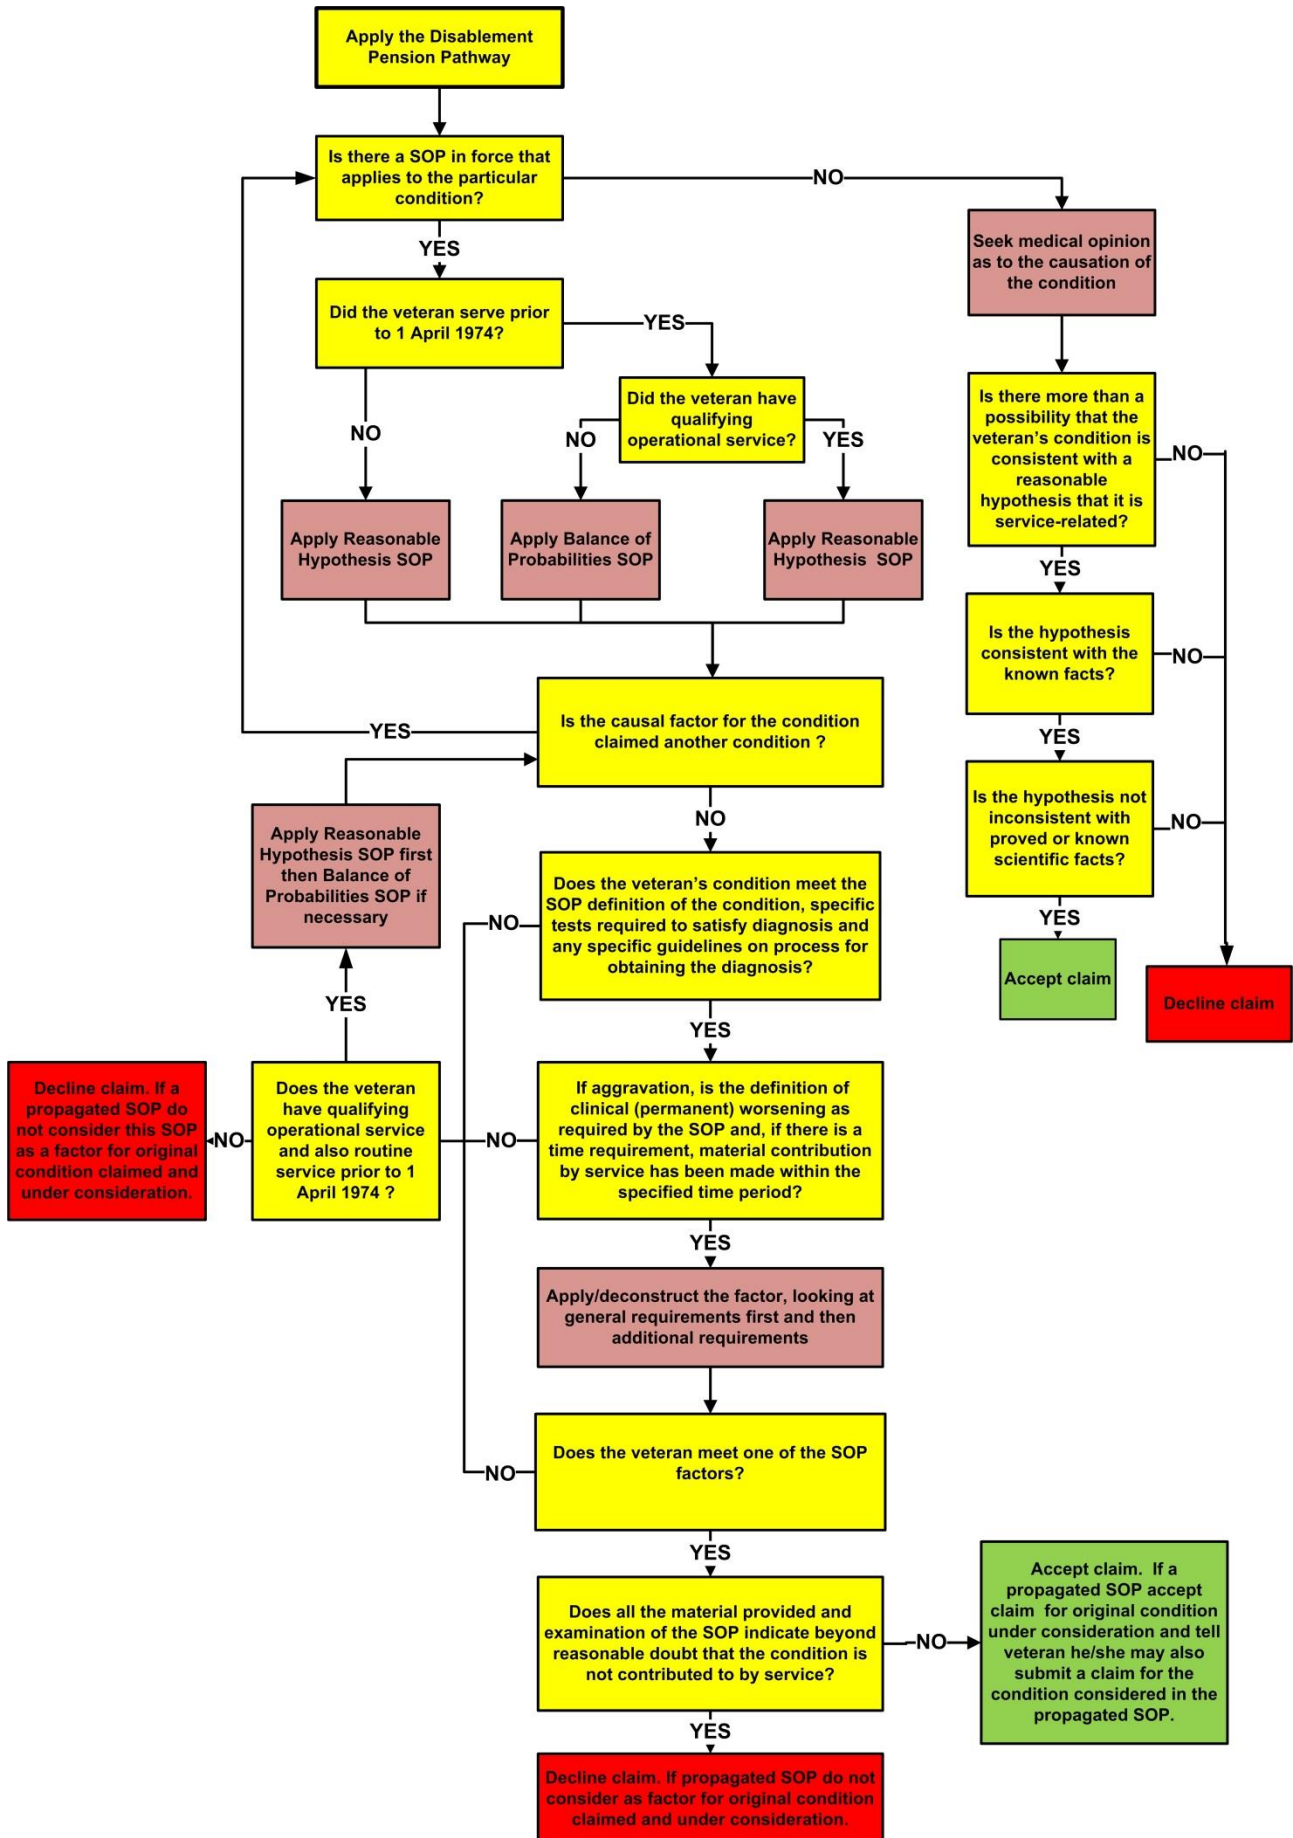 Apply the Disablement
Pension Pathway
Is there a SOP in force that
applies to the particular
condition?
NO
YES
Seek medical opinion
as to the causation of
the condition
Did the veteran serve prior
to 1 April 1974?
YES
NO
Did the veteran have
qualifying
operational service?
NO
YES
Is there more than a
possibility that the
veteran's condition is
consistent with a
reasonable
hypothesis that it is
service-related?
NO
YES
Apply Reasonable
Hypothesis SOP
Apply Balance of
Probabilities SOP
Apply Reasonable
Hypothesis SOP
Is the hypothesis
consistent with the
known facts?
NO
YES
Is the causal factor for the condition
claimed another condition ?
YES
NO
Is the hypothesis not
inconsistent with
proved or known
scientific facts?
NO
YES
Accept claim
Decline claim
Apply Reasonable
Hypothesis SOP first
then Balance of
Probabilities SOP if
necessary
YES
Does the veteran's condition meet the
SOP definition of the condition, specific
tests required to satisfy diagnosis and
any specific guidelines on process for
obtaining the diagnosis?
NO
YES
Decline claim. If a
propagated SOP do
not consider this SOP
as a factor for original
condition claimed and
under consideration.
NO
Does the veteran
have qualifying
operational service
and also routine
service prior to 1
April 1974 ?
NO
If aggravation, is the definition of
clinical (permanent) worsening as
required by the SOP and, if there is a
time requirement, material contribution
by service has been made within the
specified time period?
YES
Apply/deconstruct the factor, looking at
general requirements first and then
additional requirements
Does the veteran meet one of the SOP
factors?
NO
YES
Does all the material provided and
examination of the SOP indicate beyond
reasonable doubt that the condition is
not contributed to by service?
NO
Accept claim. If a
propagated SOP accept
claim for original condition
under consideration and tell
veteran he/she may also
submit a claim for the
condition considered in the
propagated SOP.
YES
Decline claim. If propagated SOP do not
consider as factor for original condition
claimed and under consideration.